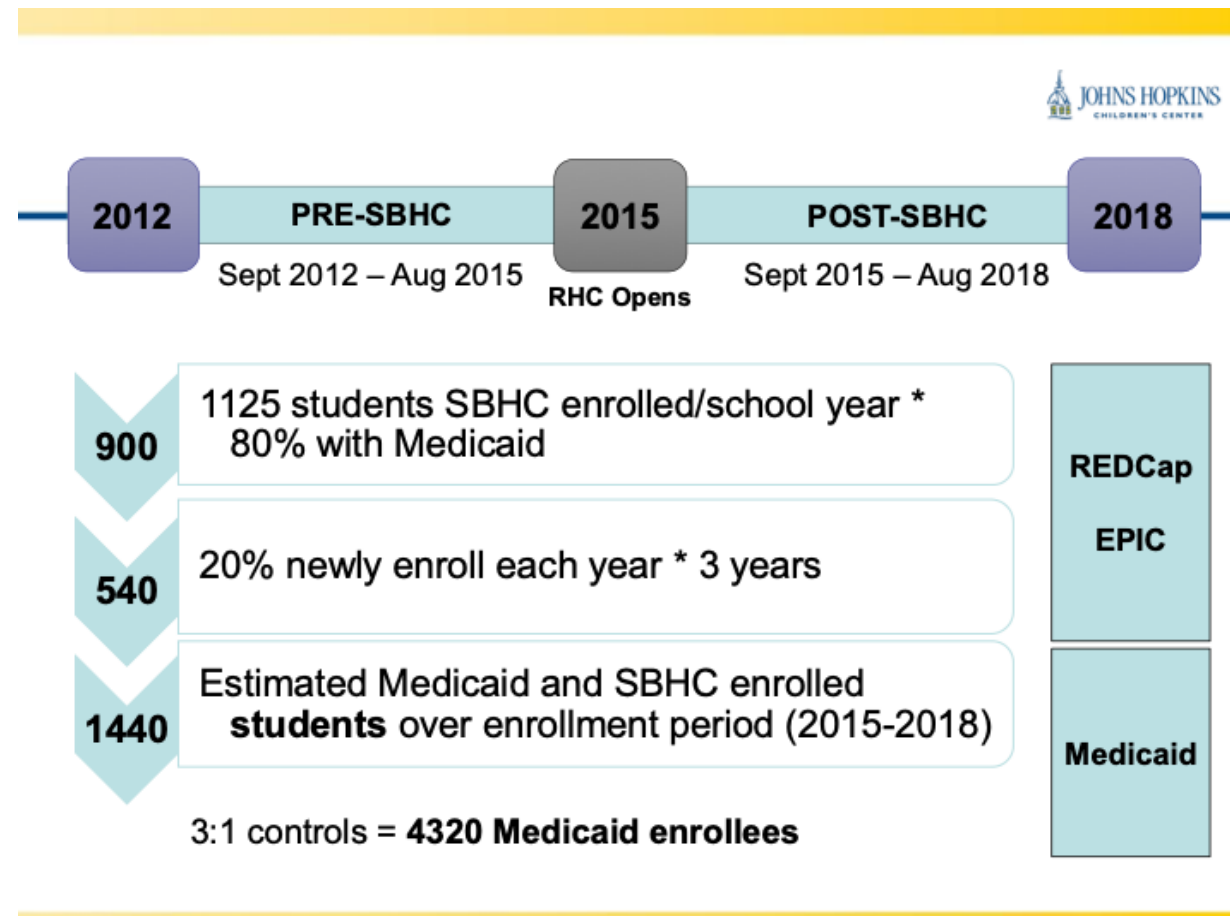 JOHNS HOPKINS
CHILDREN'S CENTER
2012
PRE-SBHC
2015
POST-SBHC
2018
Sept 2012 – Aug 2015
RHC Opens
Sept 2015 – Aug 2018
900
1125 students SBHC enrolled/school year *
80% with Medicaid
540
20% newly enroll each year * 3 years
1440
Estimated Medicaid and SBHC enrolled
students over enrollment period (2015-2018)
3:1 controls = 4320 Medicaid enrollees
REDCap
EPIC
Medicaid